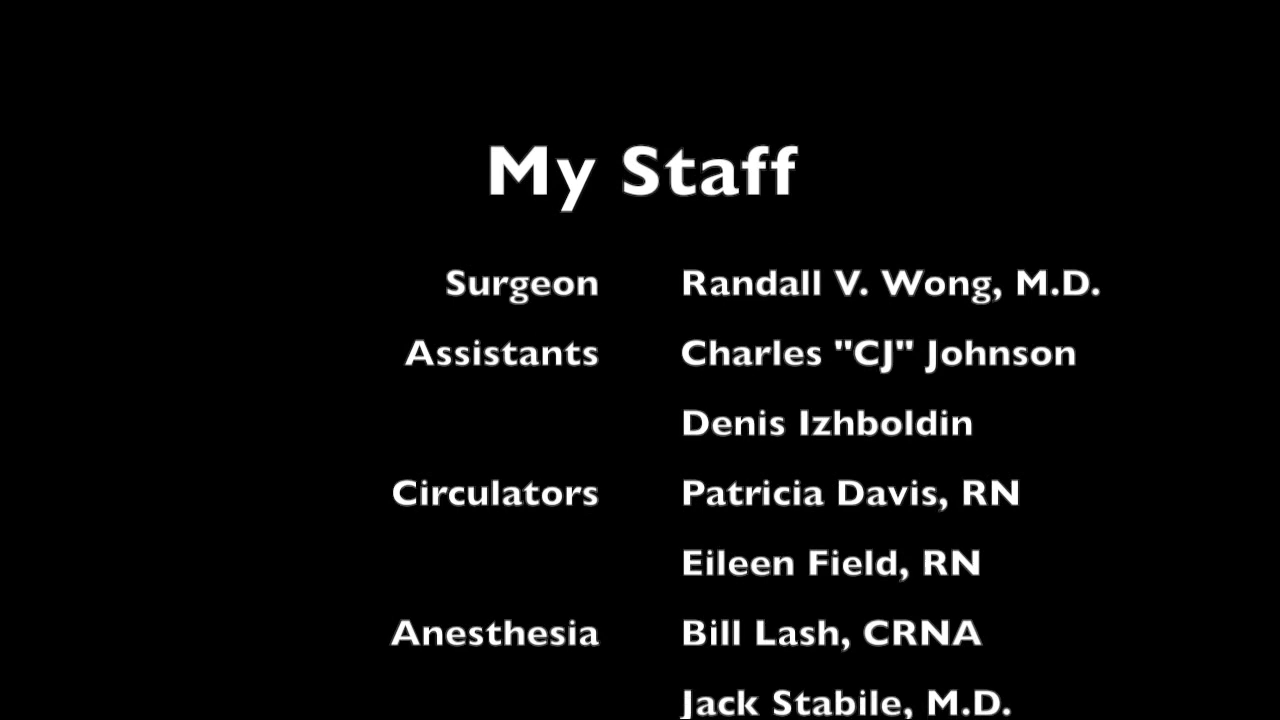 My Staff
Surgeon Randall V. Wong, M.D.
Assistants Charles "CJ" Johnson
Denis Izhboldin
Circulators Patricia Davis, RN
Eileen Field, RN
Anesthesia Bill Lash, CRNA
Jack Stabile, M.D.